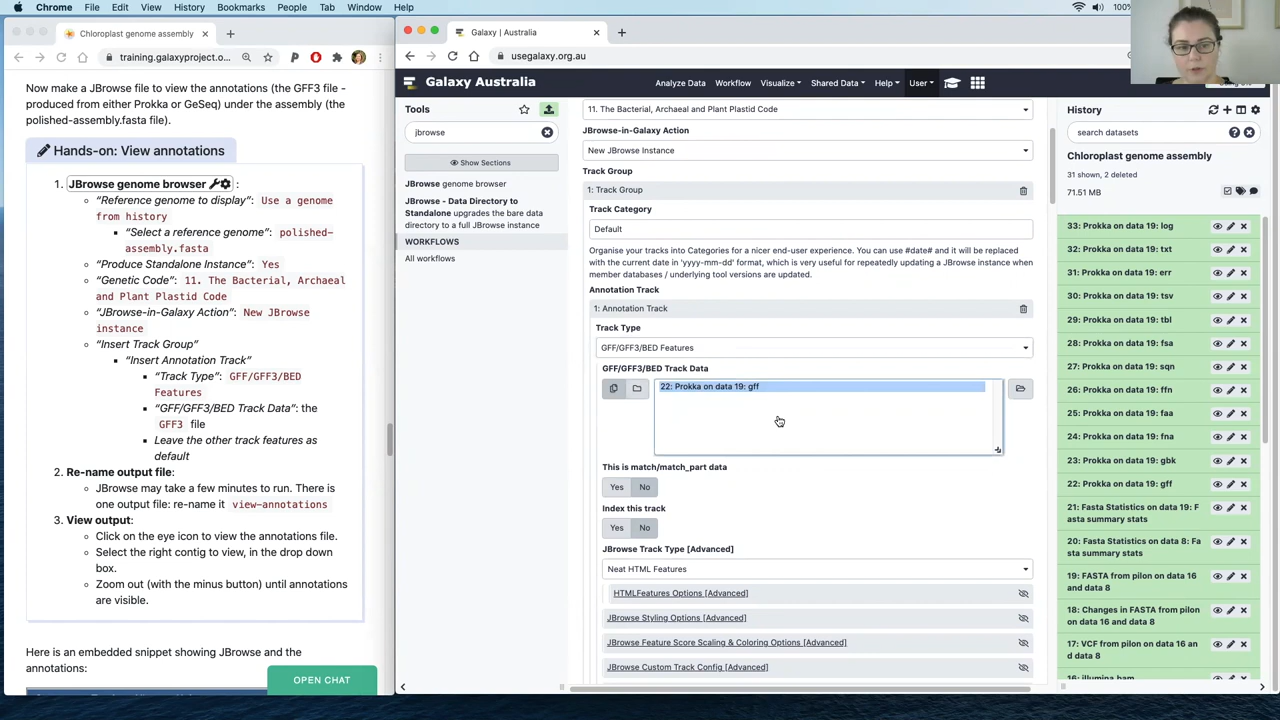 Chrome File Edit View History Bookmarks People Tab Window Help 100%
Chloroplast genome assembly
training.galaxyproject.o...
Now make a JBrowse file to view the annotations (the GFF3 file -
produced from either Prokka or GeSeq) under the assembly (the
polished-assembly.fasta file).
Hands-on: View annotations
1. JBrowse genome browser :
“Reference genome to display”: Use a genome
from history
“Select a reference genome”: polished-
assembly.fasta
“Produce Standalone Instance”: Yes
“Genetic Code”: 11. The Bacterial, Archaeal
and Plant Plastid Code
“JBrowse-in-Galaxy Action”: New JBrowse
instance
“Insert Track Group”
“Insert Annotation Track”
“Track Type”: GFF/GFF3/BED
Features
“GFF/GFF3/BED Track Data”: the
GFF3 file
Leave the other track features as
default
2. Re-name output file:
JBrowse may take a few minutes to run. There is
one output file: re-name it view-annotations
3. View output:
Click on the eye icon to view the annotations file.
Select the right contig to view, in the drop down
box.
Zoom out (with the minus button) until annotations
are visible.
Here is an embedded snippet showing JBrowse and the
annotations:
OPEN CHAT
Galaxy | Australia
usegalaxy.org.au
Galaxy Australia
Analyze Data Workflow Visualize Shared Data Help User
Tools
jbrowse
Show Sections
JBrowse genome browser
JBrowse - Data Directory to
Standalone upgrades the bare data
directory to a full JBrowse instance
WORKFLOWS
All workflows
11. The Bacterial, Archaeal and Plant Plastid Code
JBrowse-in-Galaxy Action
New JBrowse Instance
Track Group
1: Track Group
Track Category
Default
Organise your tracks into Categories for a nicer end-user experience. You can use #date# and it will be replaced
with the current date in 'yyyy-mm-dd' format, which is very useful for repeatedly updating a JBrowse instance when
member databases / underlying tool versions are updated.
Annotation Track
1: Annotation Track
Track Type
GFF/GFF3/BED Features
GFF/GFF3/BED Track Data
22: Prokka on data 19: gff
This is match/match_part data
Yes No
Index this track
Yes No
JBrowse Track Type [Advanced]
Neat HTML Features
HTMLFeatures Options [Advanced]
JBrowse Styling Options [Advanced]
JBrowse Feature Score Scaling & Coloring Options [Advanced]
JBrowse Custom Track Config [Advanced]
History
search datasets
Chloroplast genome assembly
31 shown, 2 deleted
71.51 MB
33: Prokka on data 19: log
32: Prokka on data 19: txt
31: Prokka on data 19: err
30: Prokka on data 19: tsv
29: Prokka on data 19: tbl
28: Prokka on data 19: fsa
27: Prokka on data 19: sqn
26: Prokka on data 19: ffn
25: Prokka on data 19: faa
24: Prokka on data 19: fna
23: Prokka on data 19: gbk
22: Prokka on data 19: gff
21: Fasta Statistics on data 19: F
asta summary stats
20: Fasta Statistics on data 8: Fa
sta summary stats
19: FASTA from pilon on data 16
and data 8
18: Changes in FASTA from pilon
on data 16 and data 8
17: VCF from pilon on data 16 an
d data 8
16: illumina.bam